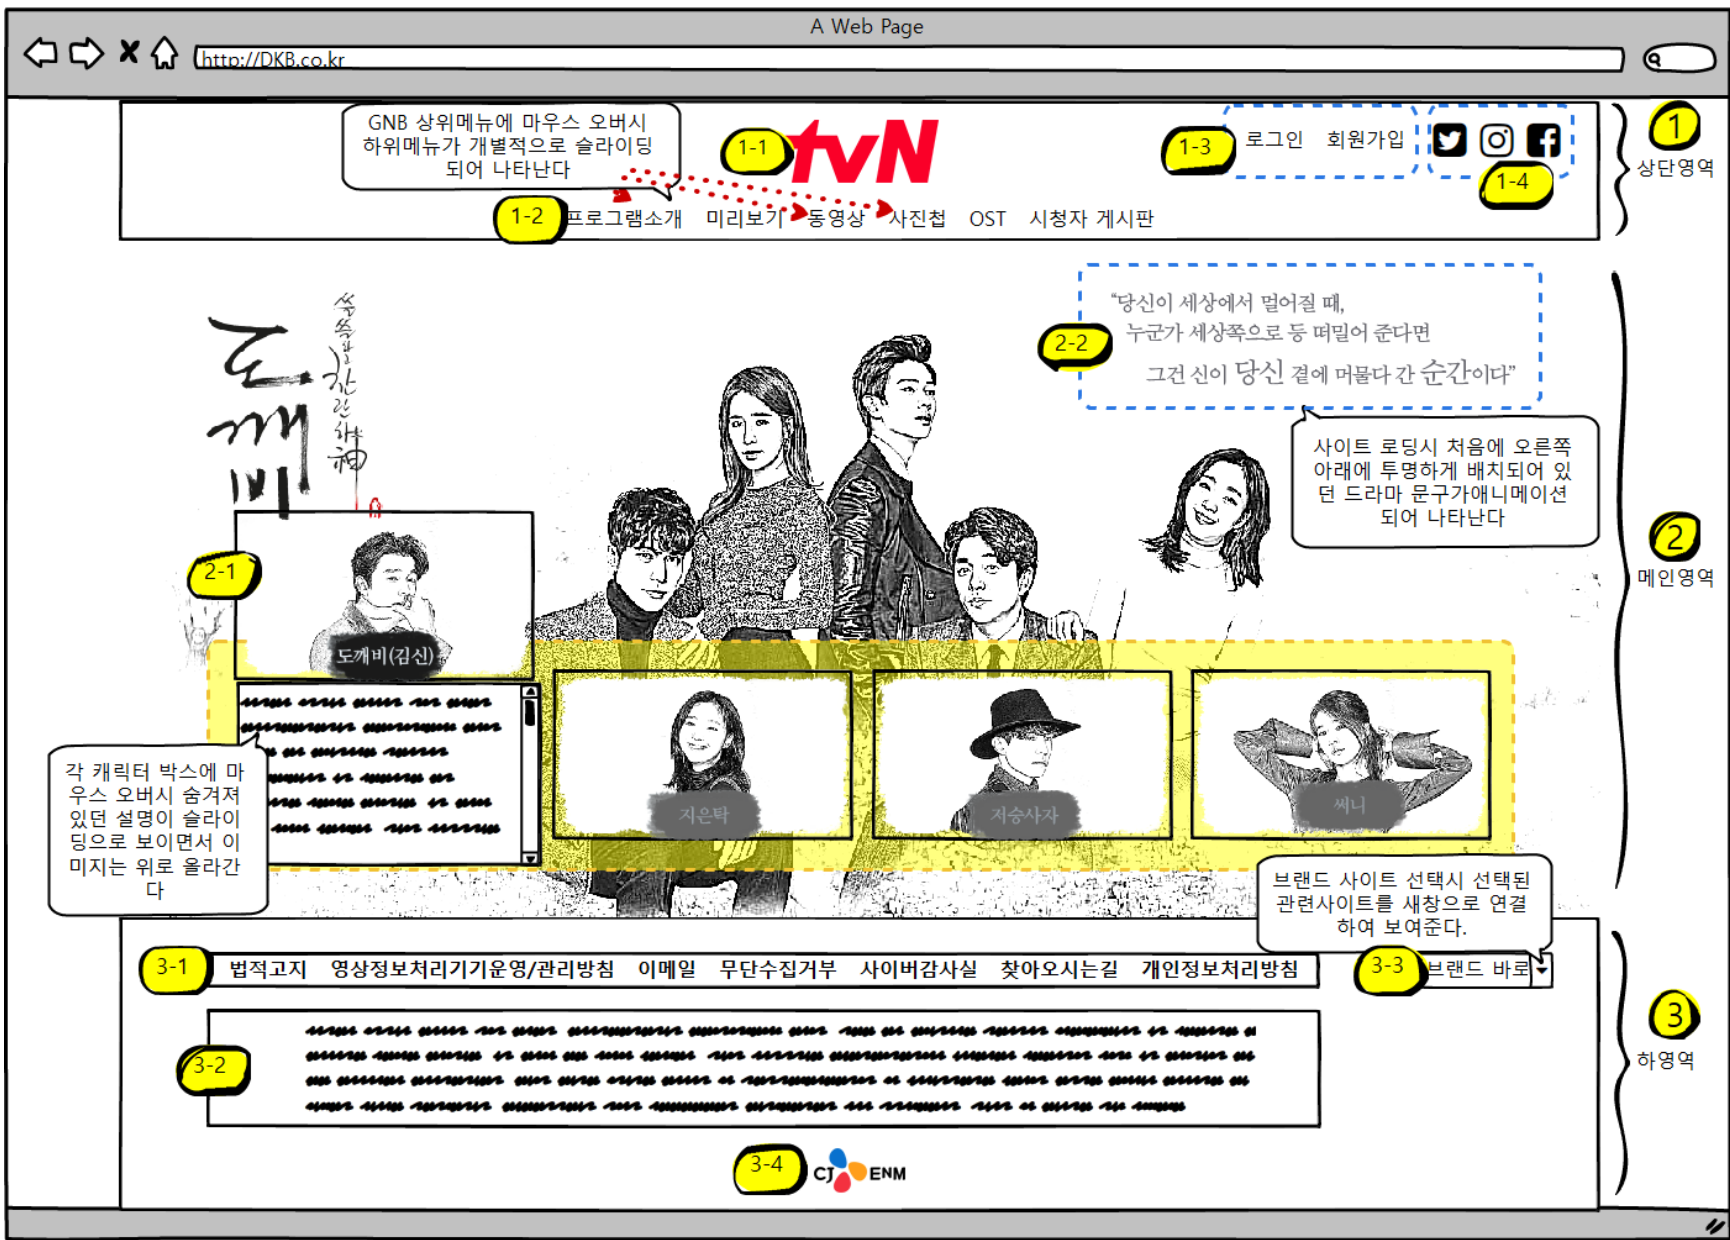 A Web Page
http://DKB.co.kr
GNB 상위메뉴에 마우스 오버시
하위메뉴가 개별적으로 슬라이딩
되어 나타난다
1-1
tvN
1-3
로그인 회원가입
1-4
1
상단영역
1-2
프로그램소개 미리보기 동영상 사진첩 OST 시청자 게시판
도깨비
쓸쓸하고 찬란하神
2-2
“당신이 세상에서 멀어질 때,
누군가 세상쪽으로 등 떠밀어 준다면
그건 신이 당신 곁에 머물다 간 순간이다”
사이트 로딩시 처음에 오른쪽
아래에 투명하게 배치되어 있
던 드라마 문구가애니메이션
되어 나타난다
2
메인영역
2-1
도깨비(김신)
지은탁
저승사자
써니
각 캐릭터 박스에 마
우스 오버시 숨겨져
있던 설명이 슬라이
딩으로 보이면서 이
미지는 위로 올라간
다
브랜드 사이트 선택시 선택된
관련사이트를 새창으로 연결
하여 보여준다.
3-1
법적고지 영상정보처리기기운영/관리방침 이메일 무단수집거부 사이버감사실 찾아오시는길 개인정보처리방침
3-3
브랜드 바로
3
하영역
3-2
3-4
CJ ENM